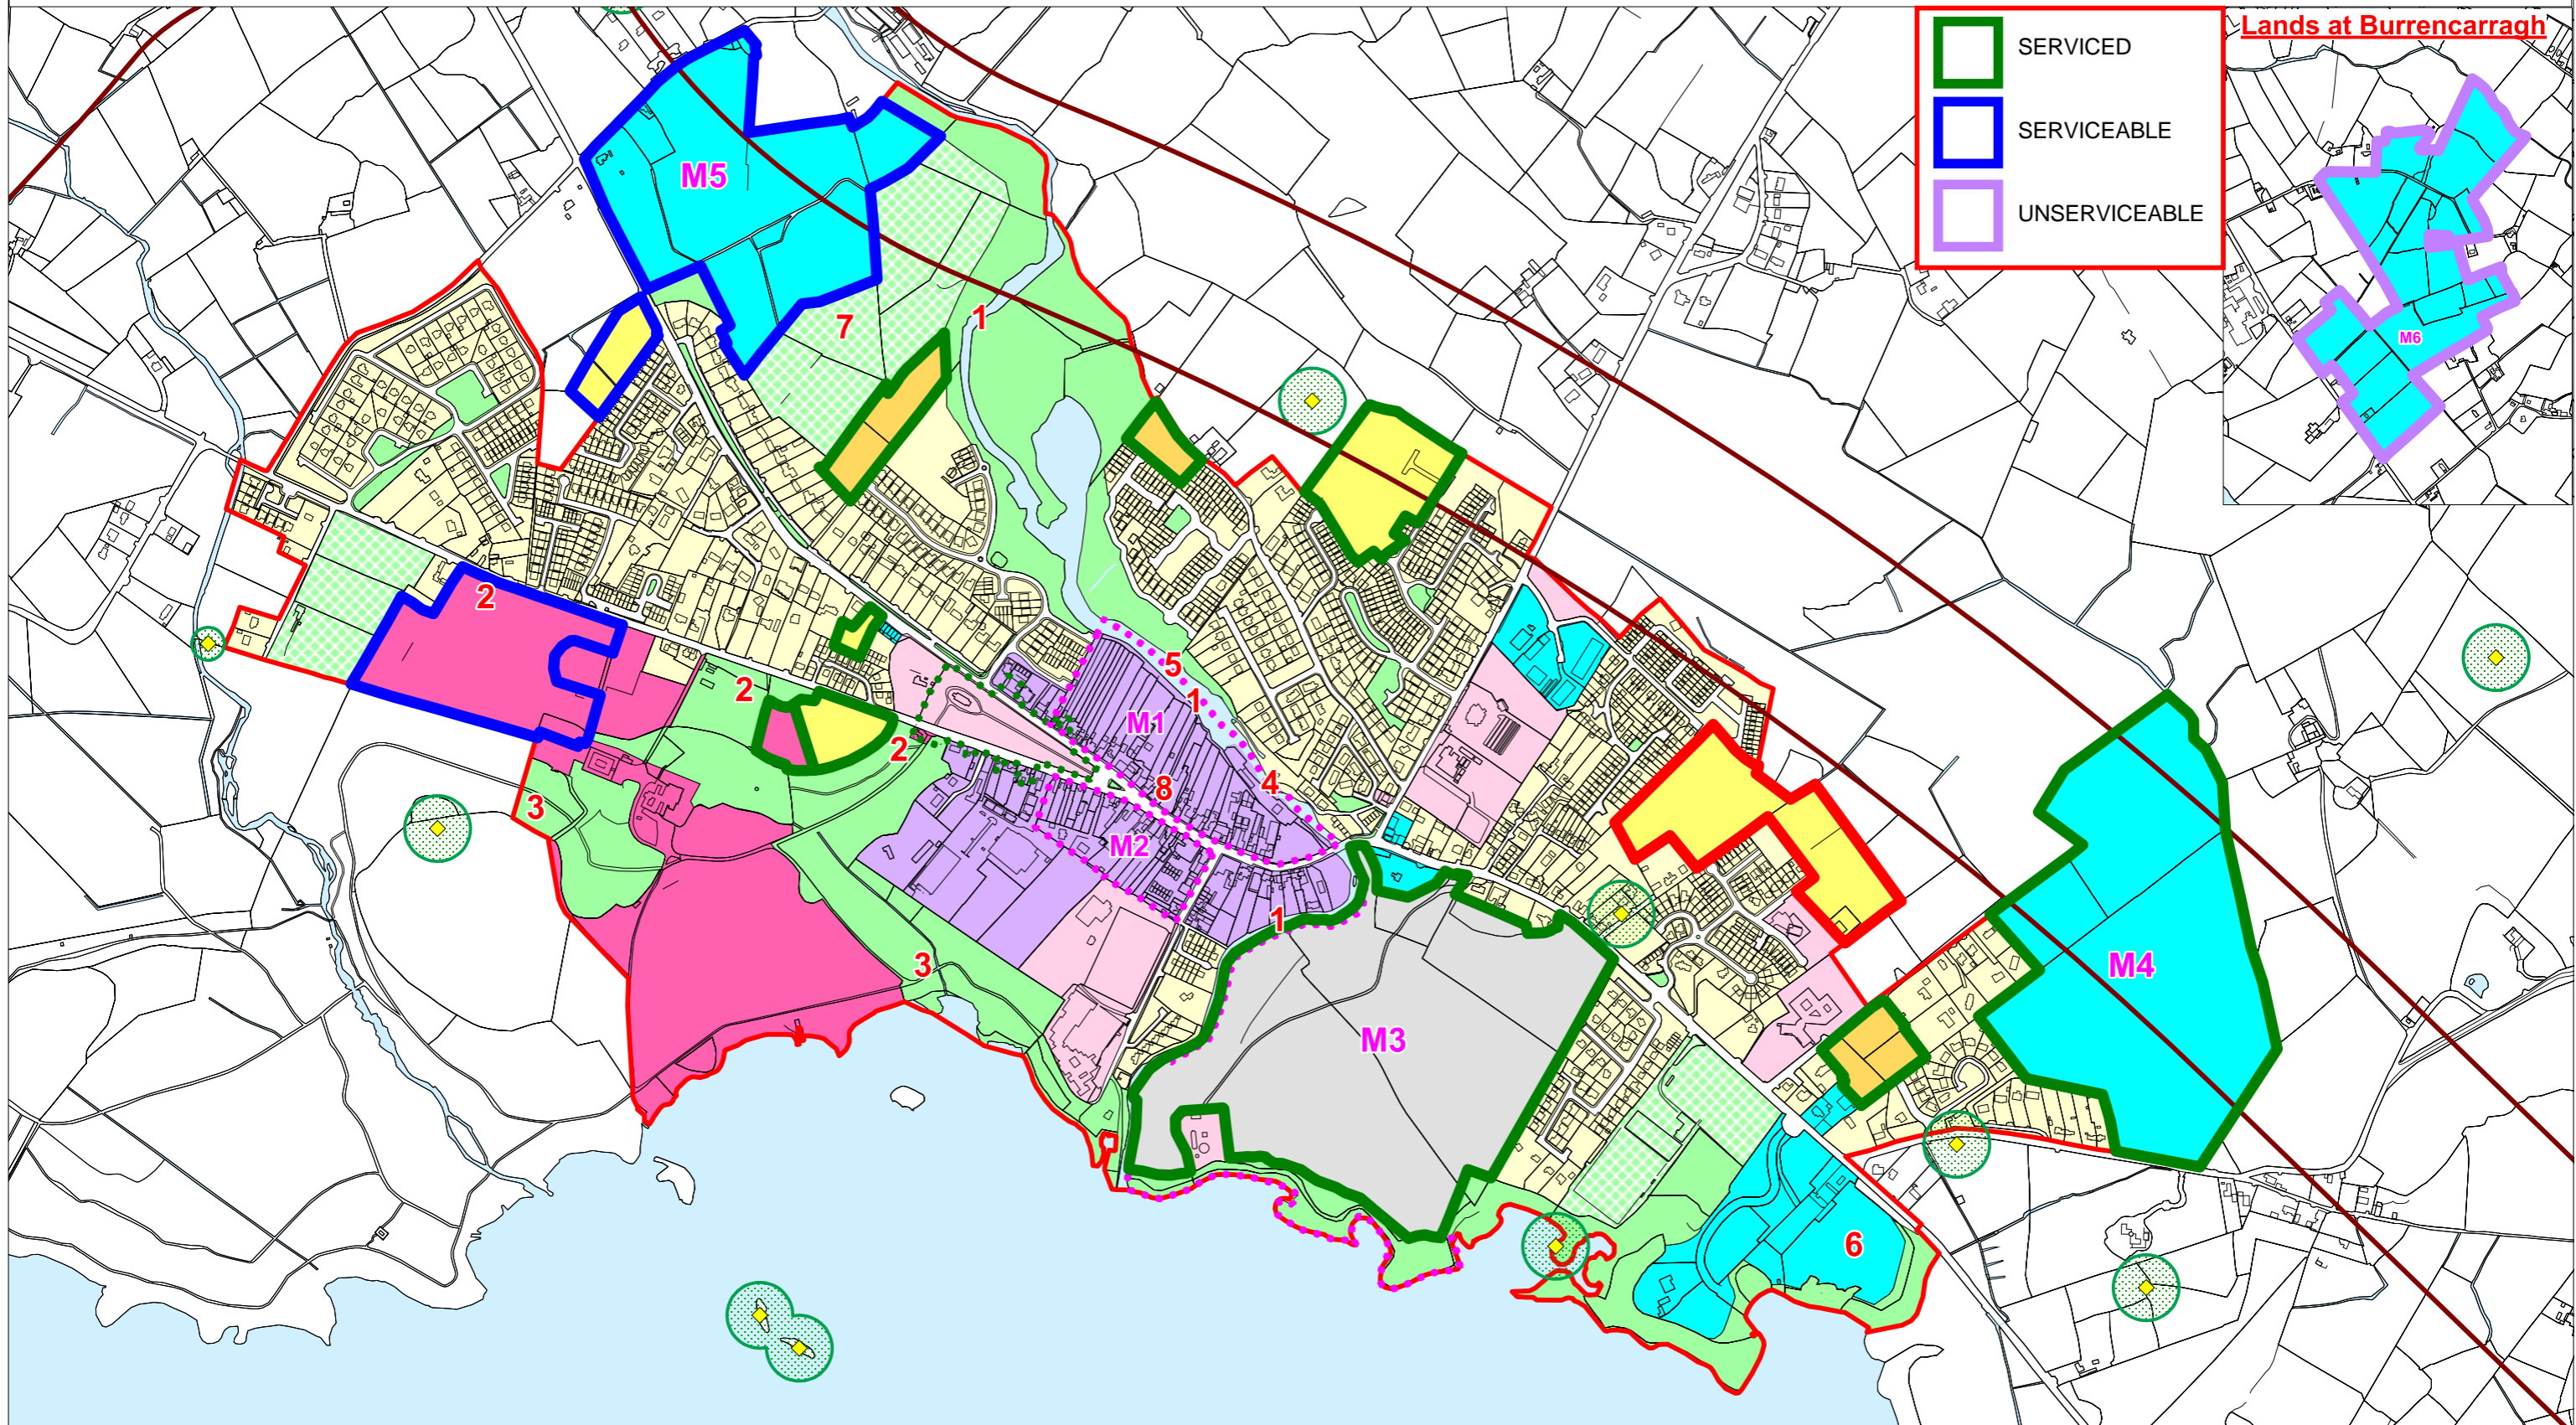 Lands at Burrencarragh
SERVICED
SERVICEABLE
UNSERVICEABLE
M5
M6
7
1
2
5
2
1
M1
2
8
4
3
M2
1
3
M4
M3
6